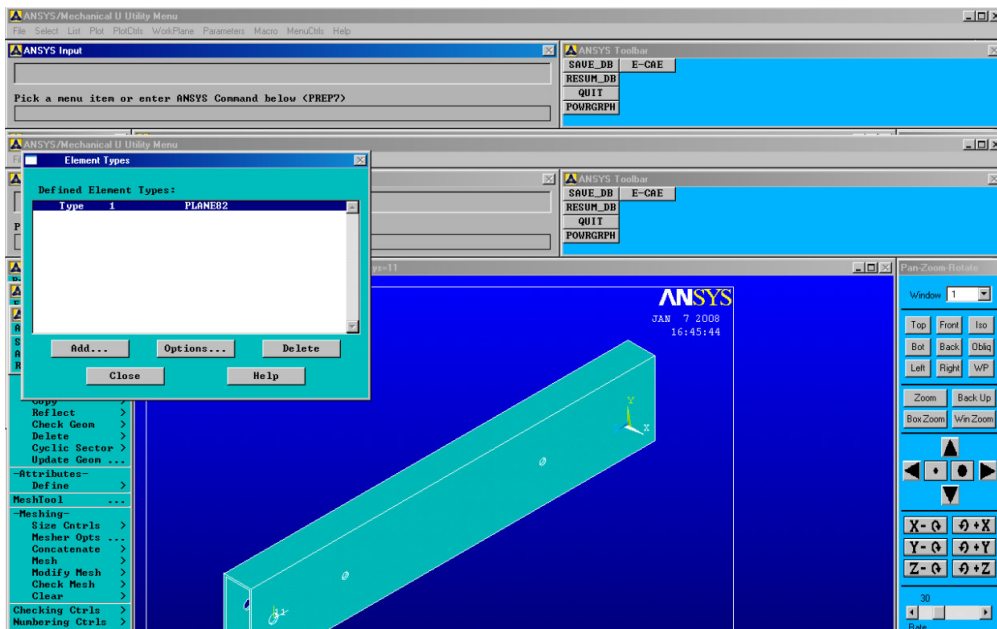 ANSYS/Mechanical U Utility Menu
File Select List Plot PlotCtrls WorkPlane Parameters Macro MenuCtrls Help
ANSYS Input
Pick a menu item or enter ANSYS Command below (PREP7)
ANSYS Toolbar
SAVE_DB E-CAE
RESUM_DB
QUIT
POWRGRPH
ANSYS/Mechanical U Utility Menu
Element Types
Defined Element Types:
Type 1 PLANE82
Add... Options... Delete
Close Help
ANSYS Toolbar
SAVE_DB E-CAE
RESUM_DB
QUIT
POWRGRPH
ys=11
ANSYS
JAN 7 2008
16:45:44
Y
X
Copy >
Reflect >
Check Geom >
Delete >
Cyclic Sector >
Update Geom ...
-Attributes-
Define >
MeshTool ...
-Meshing-
Size Cntrls >
Mesher Opts ...
Concatenate >
Mesh >
Modify Mesh >
Check Mesh >
Clear >
Checking Ctrls >
Numbering Ctrls >
Pan-Zoom-Rotate
Window 1
Top Front Iso
Bot Back Obliq
Left Right WP
Zoom Back Up
Box Zoom Win Zoom
X- +X
Y- +Y
Z- +Z
30
Rate